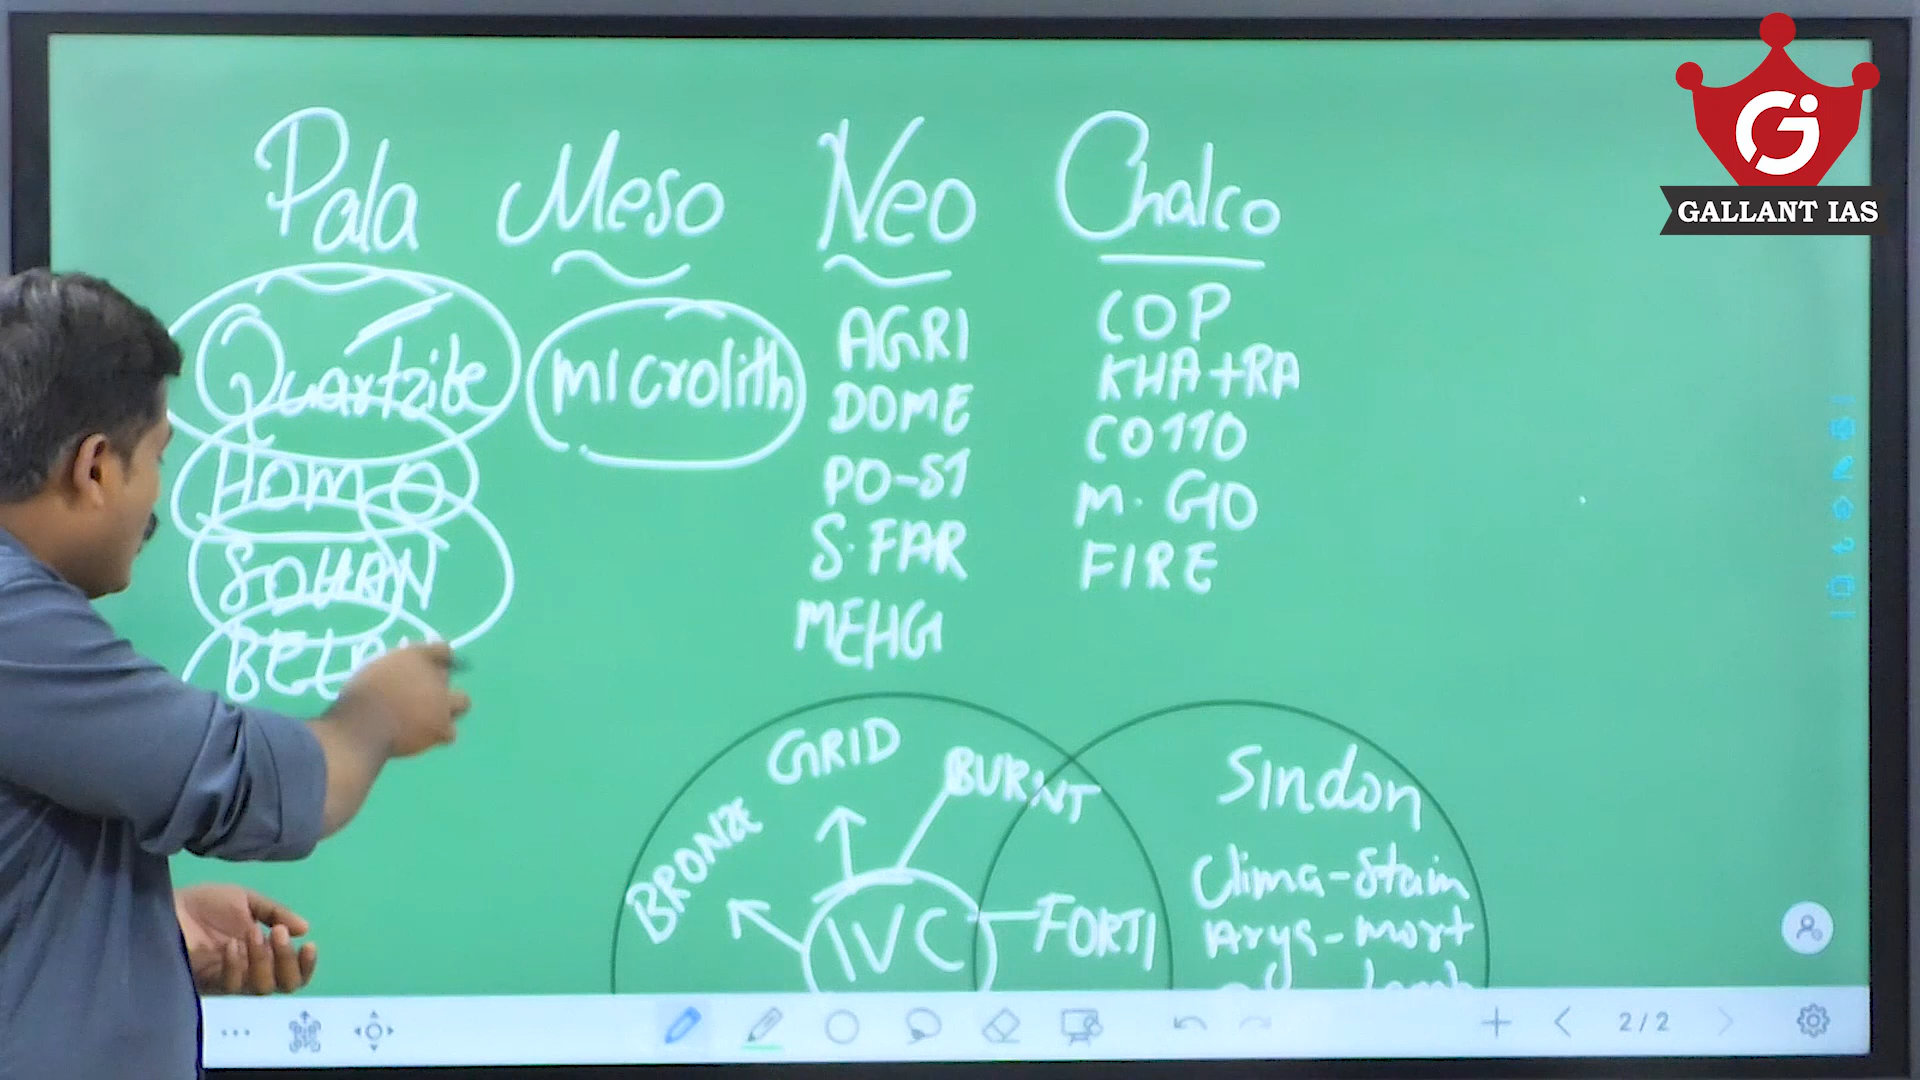 GALLANT IAS
Pala Meso Neo Chalco
Quartzite
Homo
SOHAN
microlith
AGRI
DOME
PO-ST
S.FAR
MEHG
COP
KHA+RA
COTTO
M. GIO
FIRE
BRONZE
GRID
BURNT
IVC
FORTI
Sindon
Clima-Stain
Arys-mort
2/2